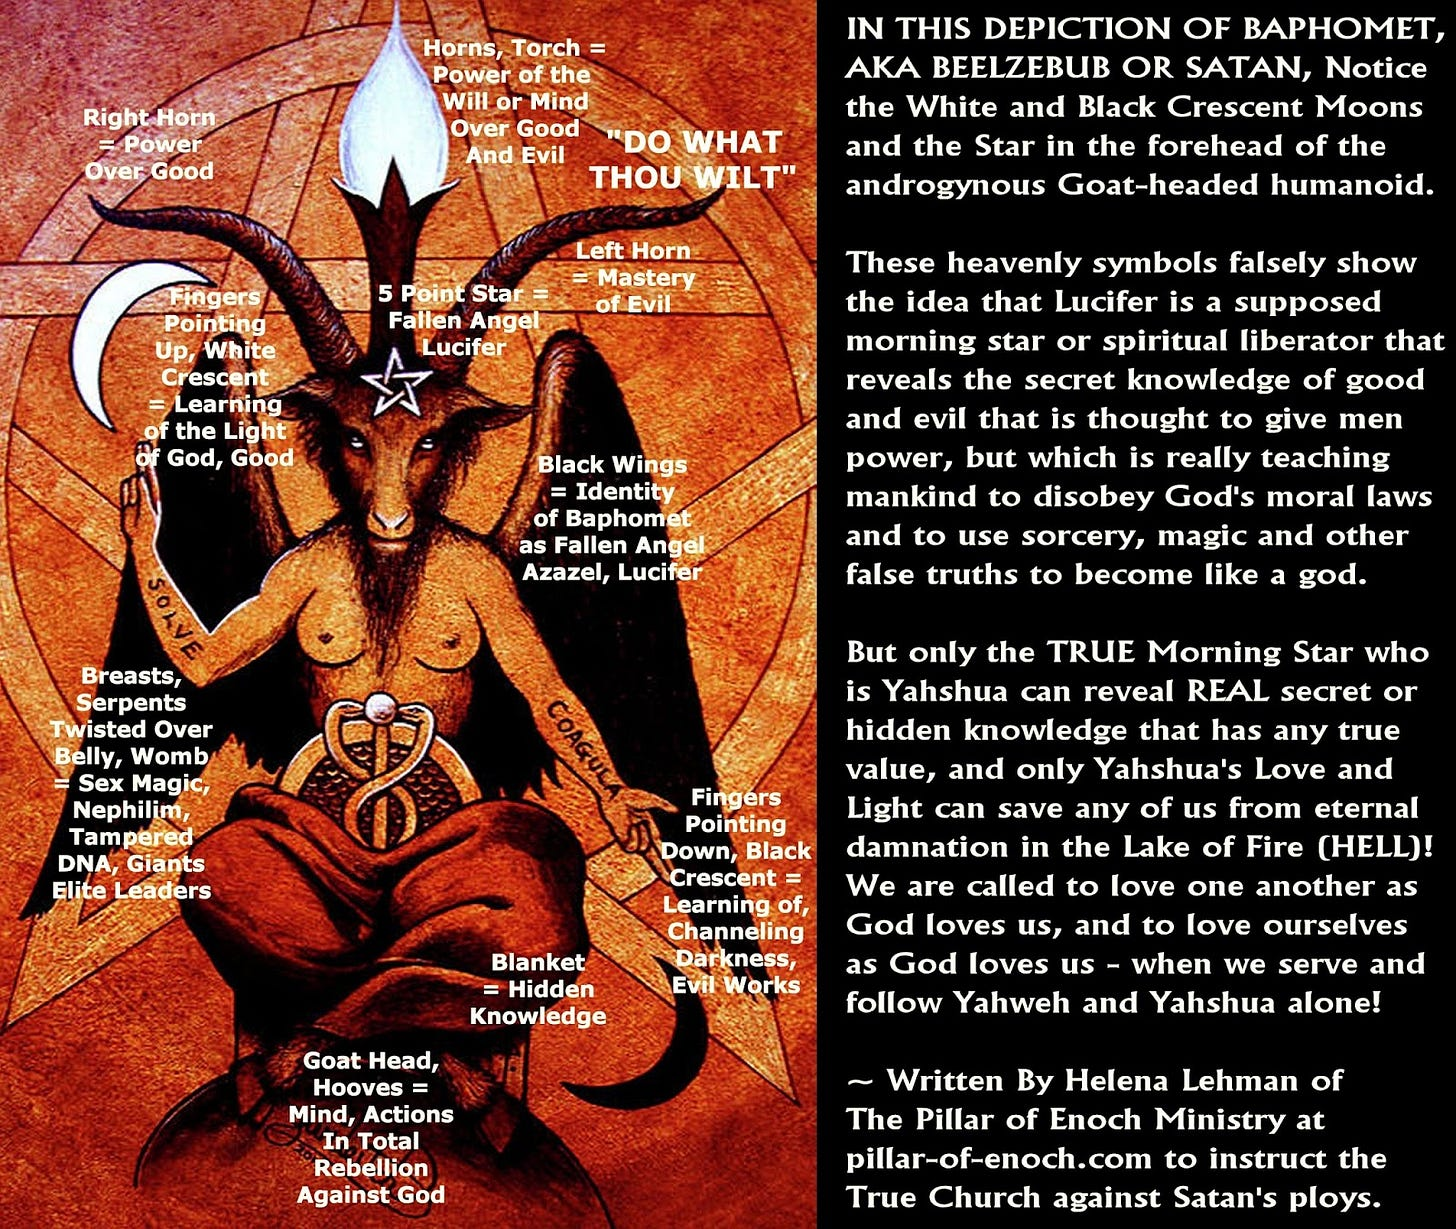 Horns, Torch =
Power of the
Will or Mind
Over Good
And Evil
Right Horn
= Power
Over Good
"DO WHAT
THOU WILT"
Left Horn
= Mastery
of Evil
5 Point Star =
Fallen Angel
Lucifer
Fingers
Pointing
Up, White
Crescent
= Learning
of the Light
of God, Good
Black Wings
= Identity
of Baphomet
as Fallen Angel
Azazel, Lucifer
SOLVE
Breasts,
Serpents
Twisted Over
Belly, Womb
= Sex Magic,
Nephilim,
Tampered
DNA, Giants
Elite Leaders
COAGULA
Fingers
Pointing
Down, Black
Crescent =
Learning of,
Channeling
Darkness,
Evil Works
Blanket
= Hidden
Knowledge
Goat Head,
Hooves =
Mind, Actions
In Total
Rebellion
Against God
IN THIS DEPICTION OF BAPHOMET,
AKA BEELZEBUB OR SATAN, Notice
the White and Black Crescent Moons
and the Star in the forehead of the
androgynous Goat-headed humanoid.
These heavenly symbols falsely show
the idea that Lucifer is a supposed
morning star or spiritual liberator that
reveals the secret knowledge of good
and evil that is thought to give men
power, but which is really teaching
mankind to disobey God's moral laws
and to use sorcery, magic and other
false truths to become like a god.
But only the TRUE Morning Star who
is Yahshua can reveal REAL secret or
hidden knowledge that has any true
value, and only Yahshua's Love and
Light can save any of us from eternal
damnation in the Lake of Fire (HELL)!
We are called to love one another as
God loves us, and to love ourselves
as God loves us - when we serve and
follow Yahweh and Yahshua alone!
~ Written By Helena Lehman of
The Pillar of Enoch Ministry at
pillar-of-enoch.com to instruct the
True Church against Satan's ploys.